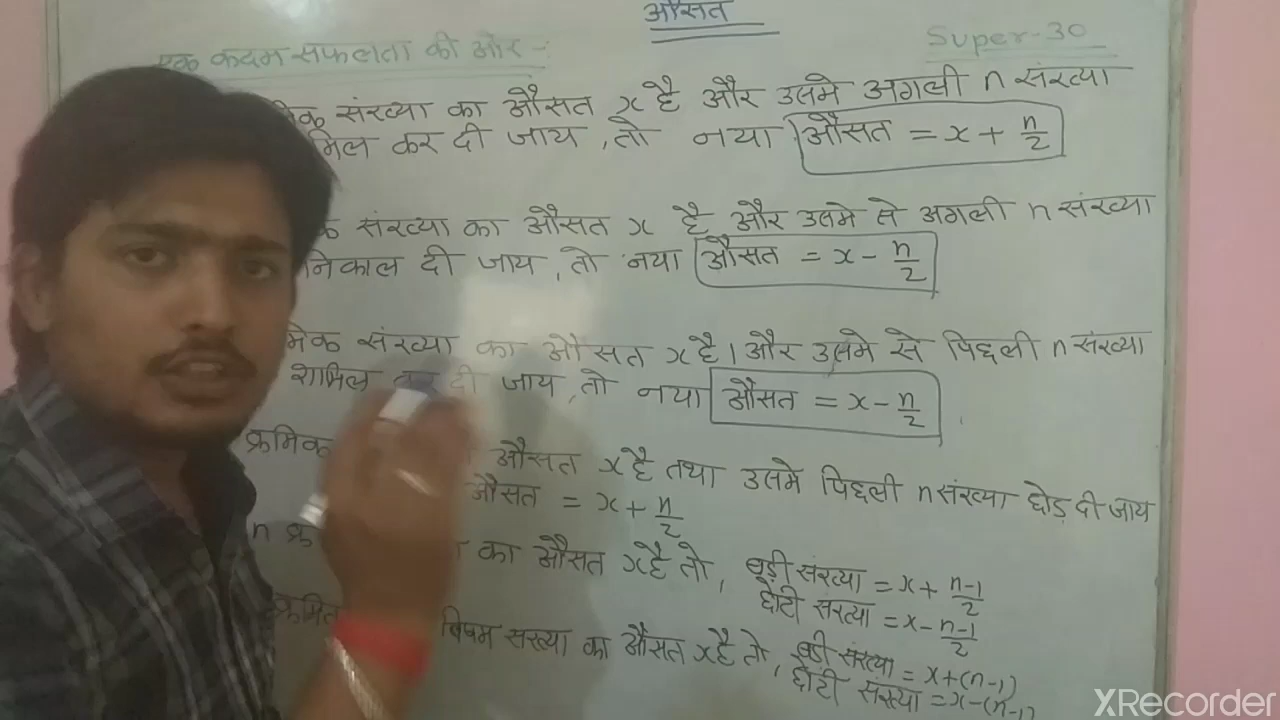 औसत
एक कदम सफलता की ओर -:
Super-30
मिक संख्या का औसत x है और उसमे अगली n संख्या
मिल कर दी जाय, तो नया औसत = x + n/2
क संख्या का औसत x है और उसमे से अगली n संख्या
निकाल दी जाय, तो नया औसत = x - n/2
मिक संख्या का औसत x है। और उसमे से पिछली n संख्या
शामिल कर दी जाय, तो नया औसत = x - n/2
क्रमिक औसत x है तथा उसमे पिछली n संख्या छोड़ दी जाय
औसत = x + n/2
n क्र का औसत x है तो, बड़ी संख्या = x + n-1/2
छोटी संख्या = x - n-1/2
क्रमि विषम संख्या का औसत x है तो, बड़ी संख्या = x+(n-1)
छोटी संख्या = x-(n-1)
XRecorder